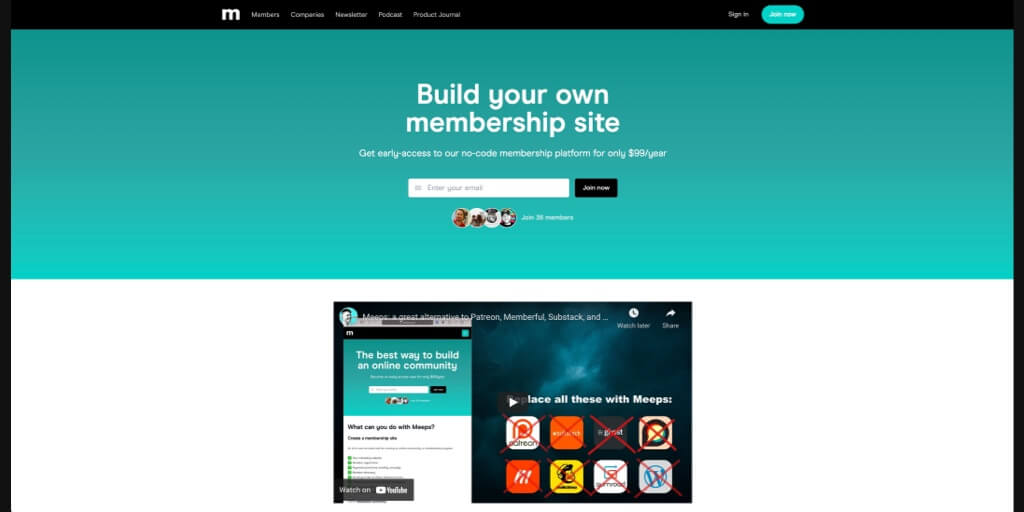 m Members Companies Newsletter Podcast Product Journal Sign in Join now
Build your own
membership site
Get early-access to our no-code membership platform for only $99/year
Enter your email Join now
Join 36 members
Meeps: a great alternative to Patreon, Memberful, Substack, and ...
Watch later Share
m
The best way to build
an online community
Replace all these with Meeps:
What can you do with Meeps?
Create a membership site
patreon ghost
mailchimp gumroad
Watch on YouTube